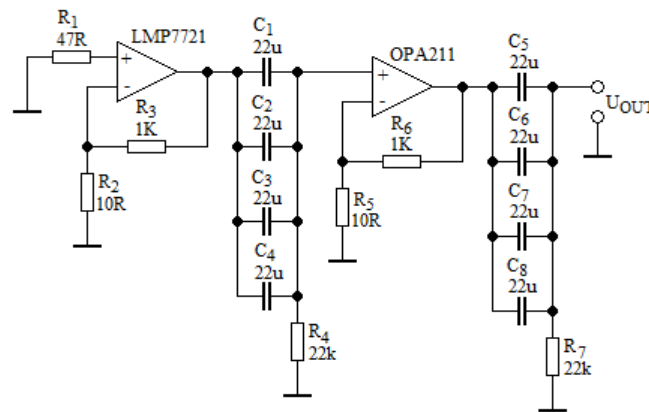 R1
47R
LMP7721
+
-
R3
1K
R2
10R
C1
22u
C2
22u
C3
22u
C4
22u
R4
22k
OPA211
+
-
R6
1K
R5
10R
C5
22u
C6
22u
C7
22u
C8
22u
R7
22k
UOUT